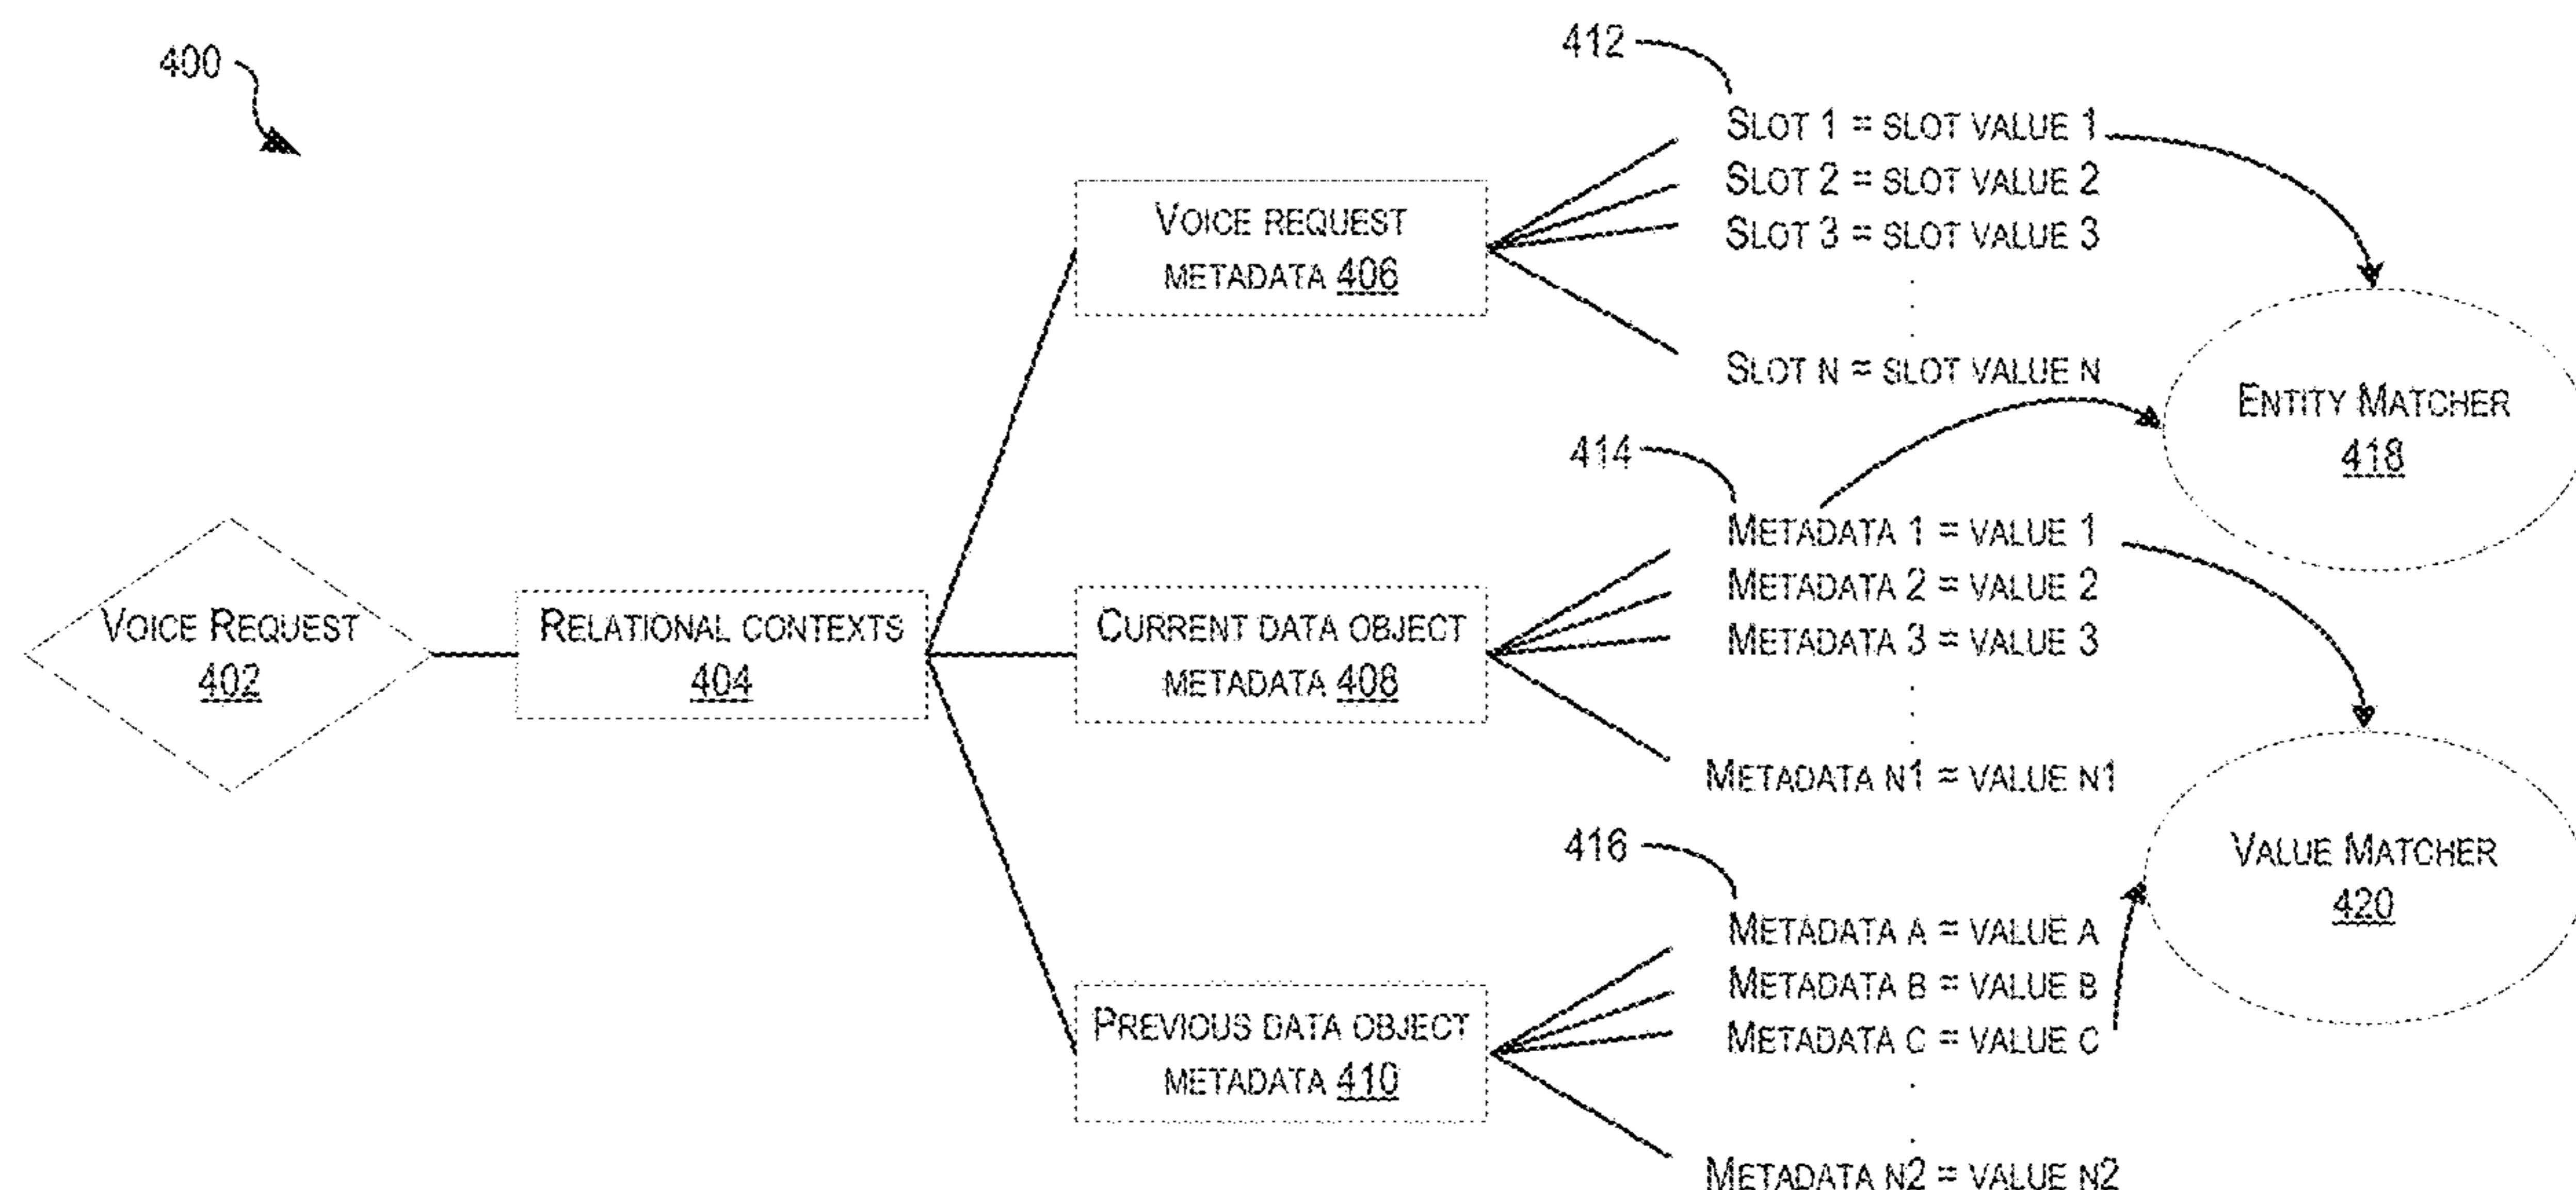 400
412
SLOT 1 = SLOT VALUE 1
SLOT 2 = SLOT VALUE 2
SLOT 3 = SLOT VALUE 3
SLOT N = SLOT VALUE N
VOICE REQUEST
METADATA 406
ENTITY MATCHER
418
414
METADATA 1 = VALUE 1
METADATA 2 = VALUE 2
METADATA 3 = VALUE 3
METADATA N1 = VALUE N1
VOICE REQUEST
402
RELATIONAL CONTEXTS
404
CURRENT DATA OBJECT
METADATA 408
416
METADATA A = VALUE A
METADATA B = VALUE B
METADATA C = VALUE C
METADATA N2 = VALUE N2
VALUE MATCHER
420
PREVIOUS DATA OBJECT
METADATA 410